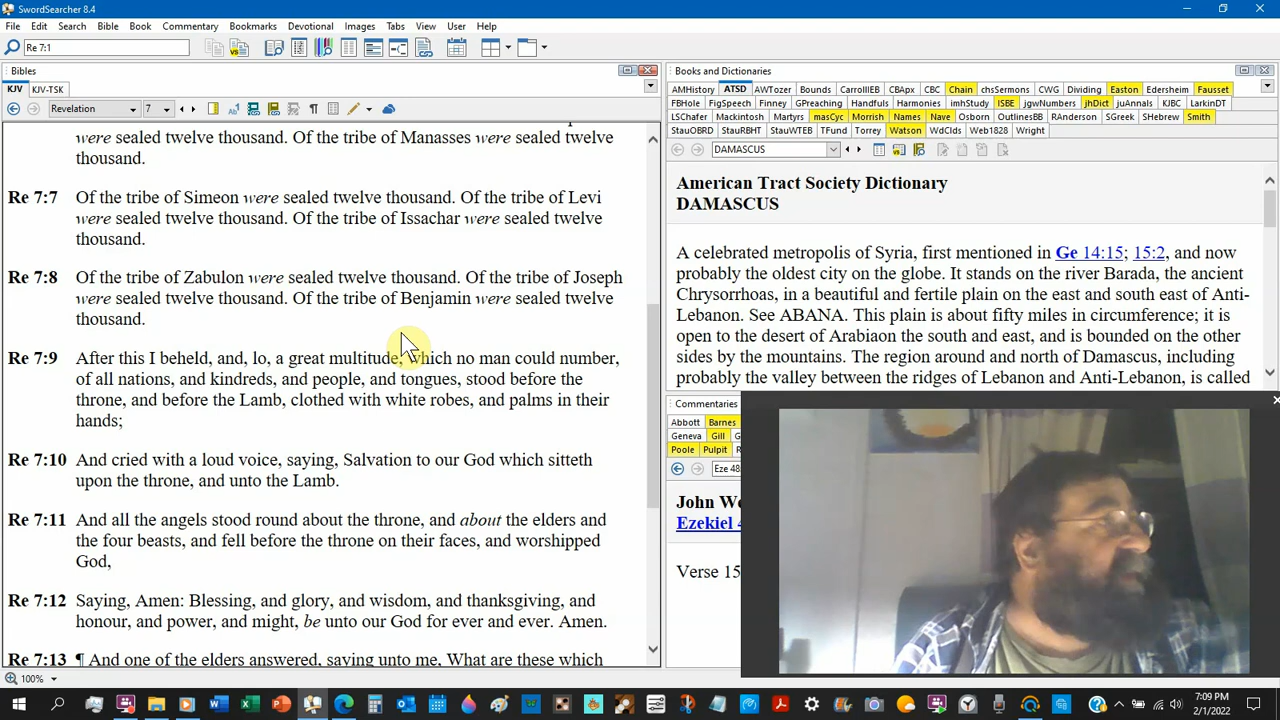 SwordSearcher 8.4
File Edit Search Bible Book Commentary Bookmarks Devotional Images Tabs View User Help
Re 7:1
Bibles
KJV KJV-TSK
Revelation 7
were sealed twelve thousand. Of the tribe of Manasses were sealed twelve
thousand.
Re 7:7 Of the tribe of Simeon were sealed twelve thousand. Of the tribe of Levi
were sealed twelve thousand. Of the tribe of Issachar were sealed twelve
thousand.
Re 7:8 Of the tribe of Zabulon were sealed twelve thousand. Of the tribe of Joseph
were sealed twelve thousand. Of the tribe of Benjamin were sealed twelve
thousand.
Re 7:9 After this I beheld, and, lo, a great multitude, which no man could number,
of all nations, and kindreds, and people, and tongues, stood before the
throne, and before the Lamb, clothed with white robes, and palms in their
hands;
Re 7:10 And cried with a loud voice, saying, Salvation to our God which sitteth
upon the throne, and unto the Lamb.
Re 7:11 And all the angels stood round about the throne, and about the elders and
the four beasts, and fell before the throne on their faces, and worshipped
God,
Re 7:12 Saying, Amen: Blessing, and glory, and wisdom, and thanksgiving, and
honour, and power, and might, be unto our God for ever and ever. Amen.
Re 7:13 ¶ And one of the elders answered, saying unto me, What are these which
100%
Books and Dictionaries
AMHistory ATSD AWTozer Bounds CarrollEIB CBApx CBC Chain chsSermons CWG Dividing Easton Edersheim Fausset
FBHole FigSpeech Finney GPreaching Handfuls Harmonies imhStudy ISBE jgwNumbers jhDict juAnnals KJBC LarkinDT
LSChafer Mackintosh Martyrs masCyc Morrish Names Nave Osborn OutlinesBB RAnderson SGreek SHebrew Smith
StauOBRD StauRBHT StauWTEB TFund Torrey Watson WdClds Web1828 Wright
DAMASCUS
American Tract Society Dictionary
DAMASCUS
A celebrated metropolis of Syria, first mentioned in Ge 14:15; 15:2, and now
probably the oldest city on the globe. It stands on the river Barada, the ancient
Chrysorrhoas, in a beautiful and fertile plain on the east and south east of Anti-
Lebanon. See ABANA. This plain is about fifty miles in circumference; it is
open to the desert of Arabiaon the south and east, and is bounded on the other
sides by the mountains. The region around and north of Damascus, including
probably the valley between the ridges of Lebanon and Anti-Lebanon, is called
Commentaries
Abbott Barnes
Geneva Gill G
Poole Pulpit R
Eze 48
John We
Ezekiel 4
Verse 15
7:09 PM
2/1/2022